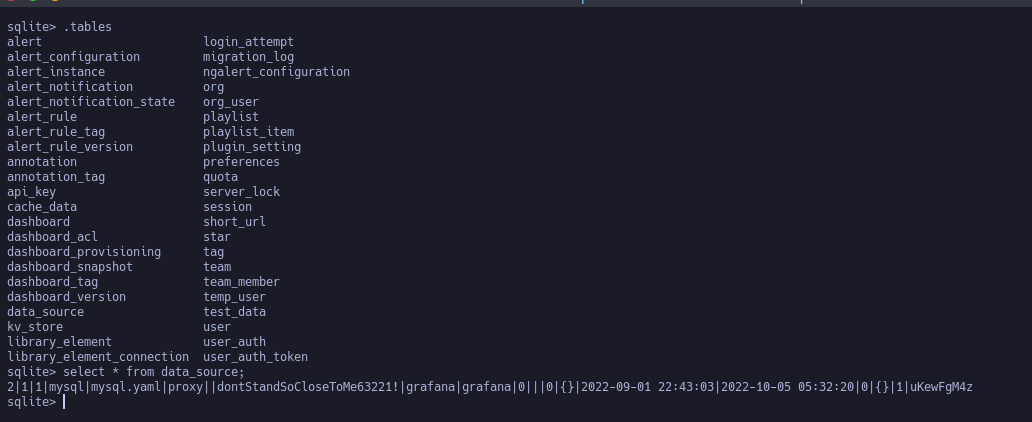 sqlite> .tables
alert                      login_attempt
alert_configuration        migration_log
alert_instance             ngalert_configuration
alert_notification         org
alert_notification_state   org_user
alert_rule                 playlist
alert_rule_tag             playlist_item
alert_rule_version         plugin_setting
annotation                 preferences
annotation_tag             quota
api_key                    server_lock
cache_data                 session
dashboard                  short_url
dashboard_acl              star
dashboard_provisioning     tag
dashboard_snapshot         team
dashboard_tag              team_member
dashboard_version          temp_user
data_source                test_data
kv_store                   user
library_element            user_auth
library_element_connection user_auth_token
sqlite> select * from data_source;
2|1|1|mysql|mysql.yaml|proxy||dontStandSoCloseToMe63221!|grafana|grafana|0|||0|{}|2022-09-01 22:43:03|2022-10-05 05:32:20|0|{}|1|uKewFgM4z
sqlite>